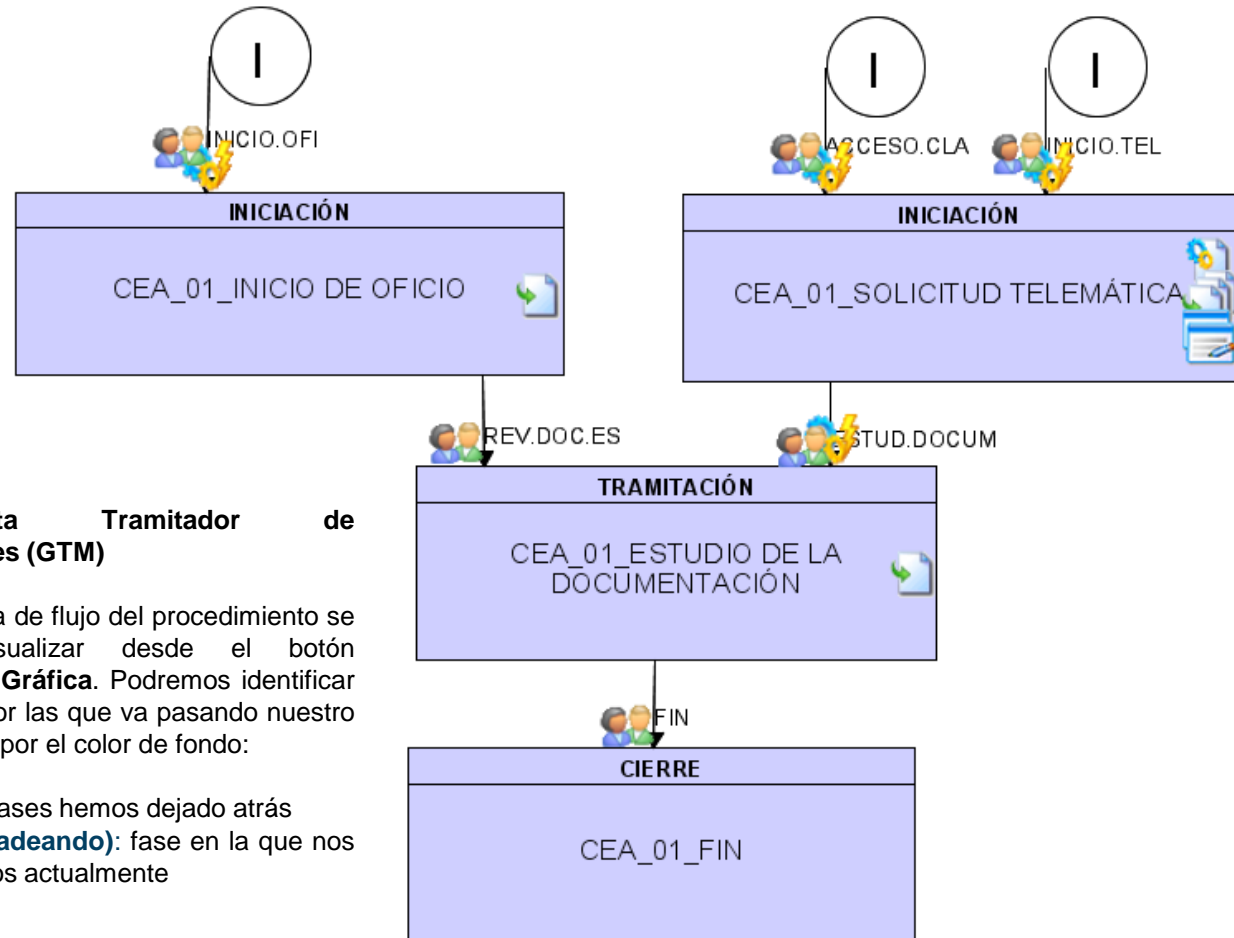 I
I
I
INICIO.OFI
ACCESO.CLA
INICIO.TEL
INICIACIÓN
CEA_01_INICIO DE OFICIO
INICIACIÓN
CEA_01_SOLICITUD TELEMÁTICA
REV.DOC.ES
ESTUD.DOCUM
TRAMITACIÓN
CEA_01_ESTUDIO DE LA
DOCUMENTACIÓN
FIN
CIERRE
CEA_01_FIN
ta Tramitador de
es (GTM)
a de flujo del procedimiento se
sualizar desde el botón
Gráfica. Podremos identificar
or las que va pasando nuestro
por el color de fondo:
ases hemos dejado atrás
adeando): fase en la que nos
os actualmente